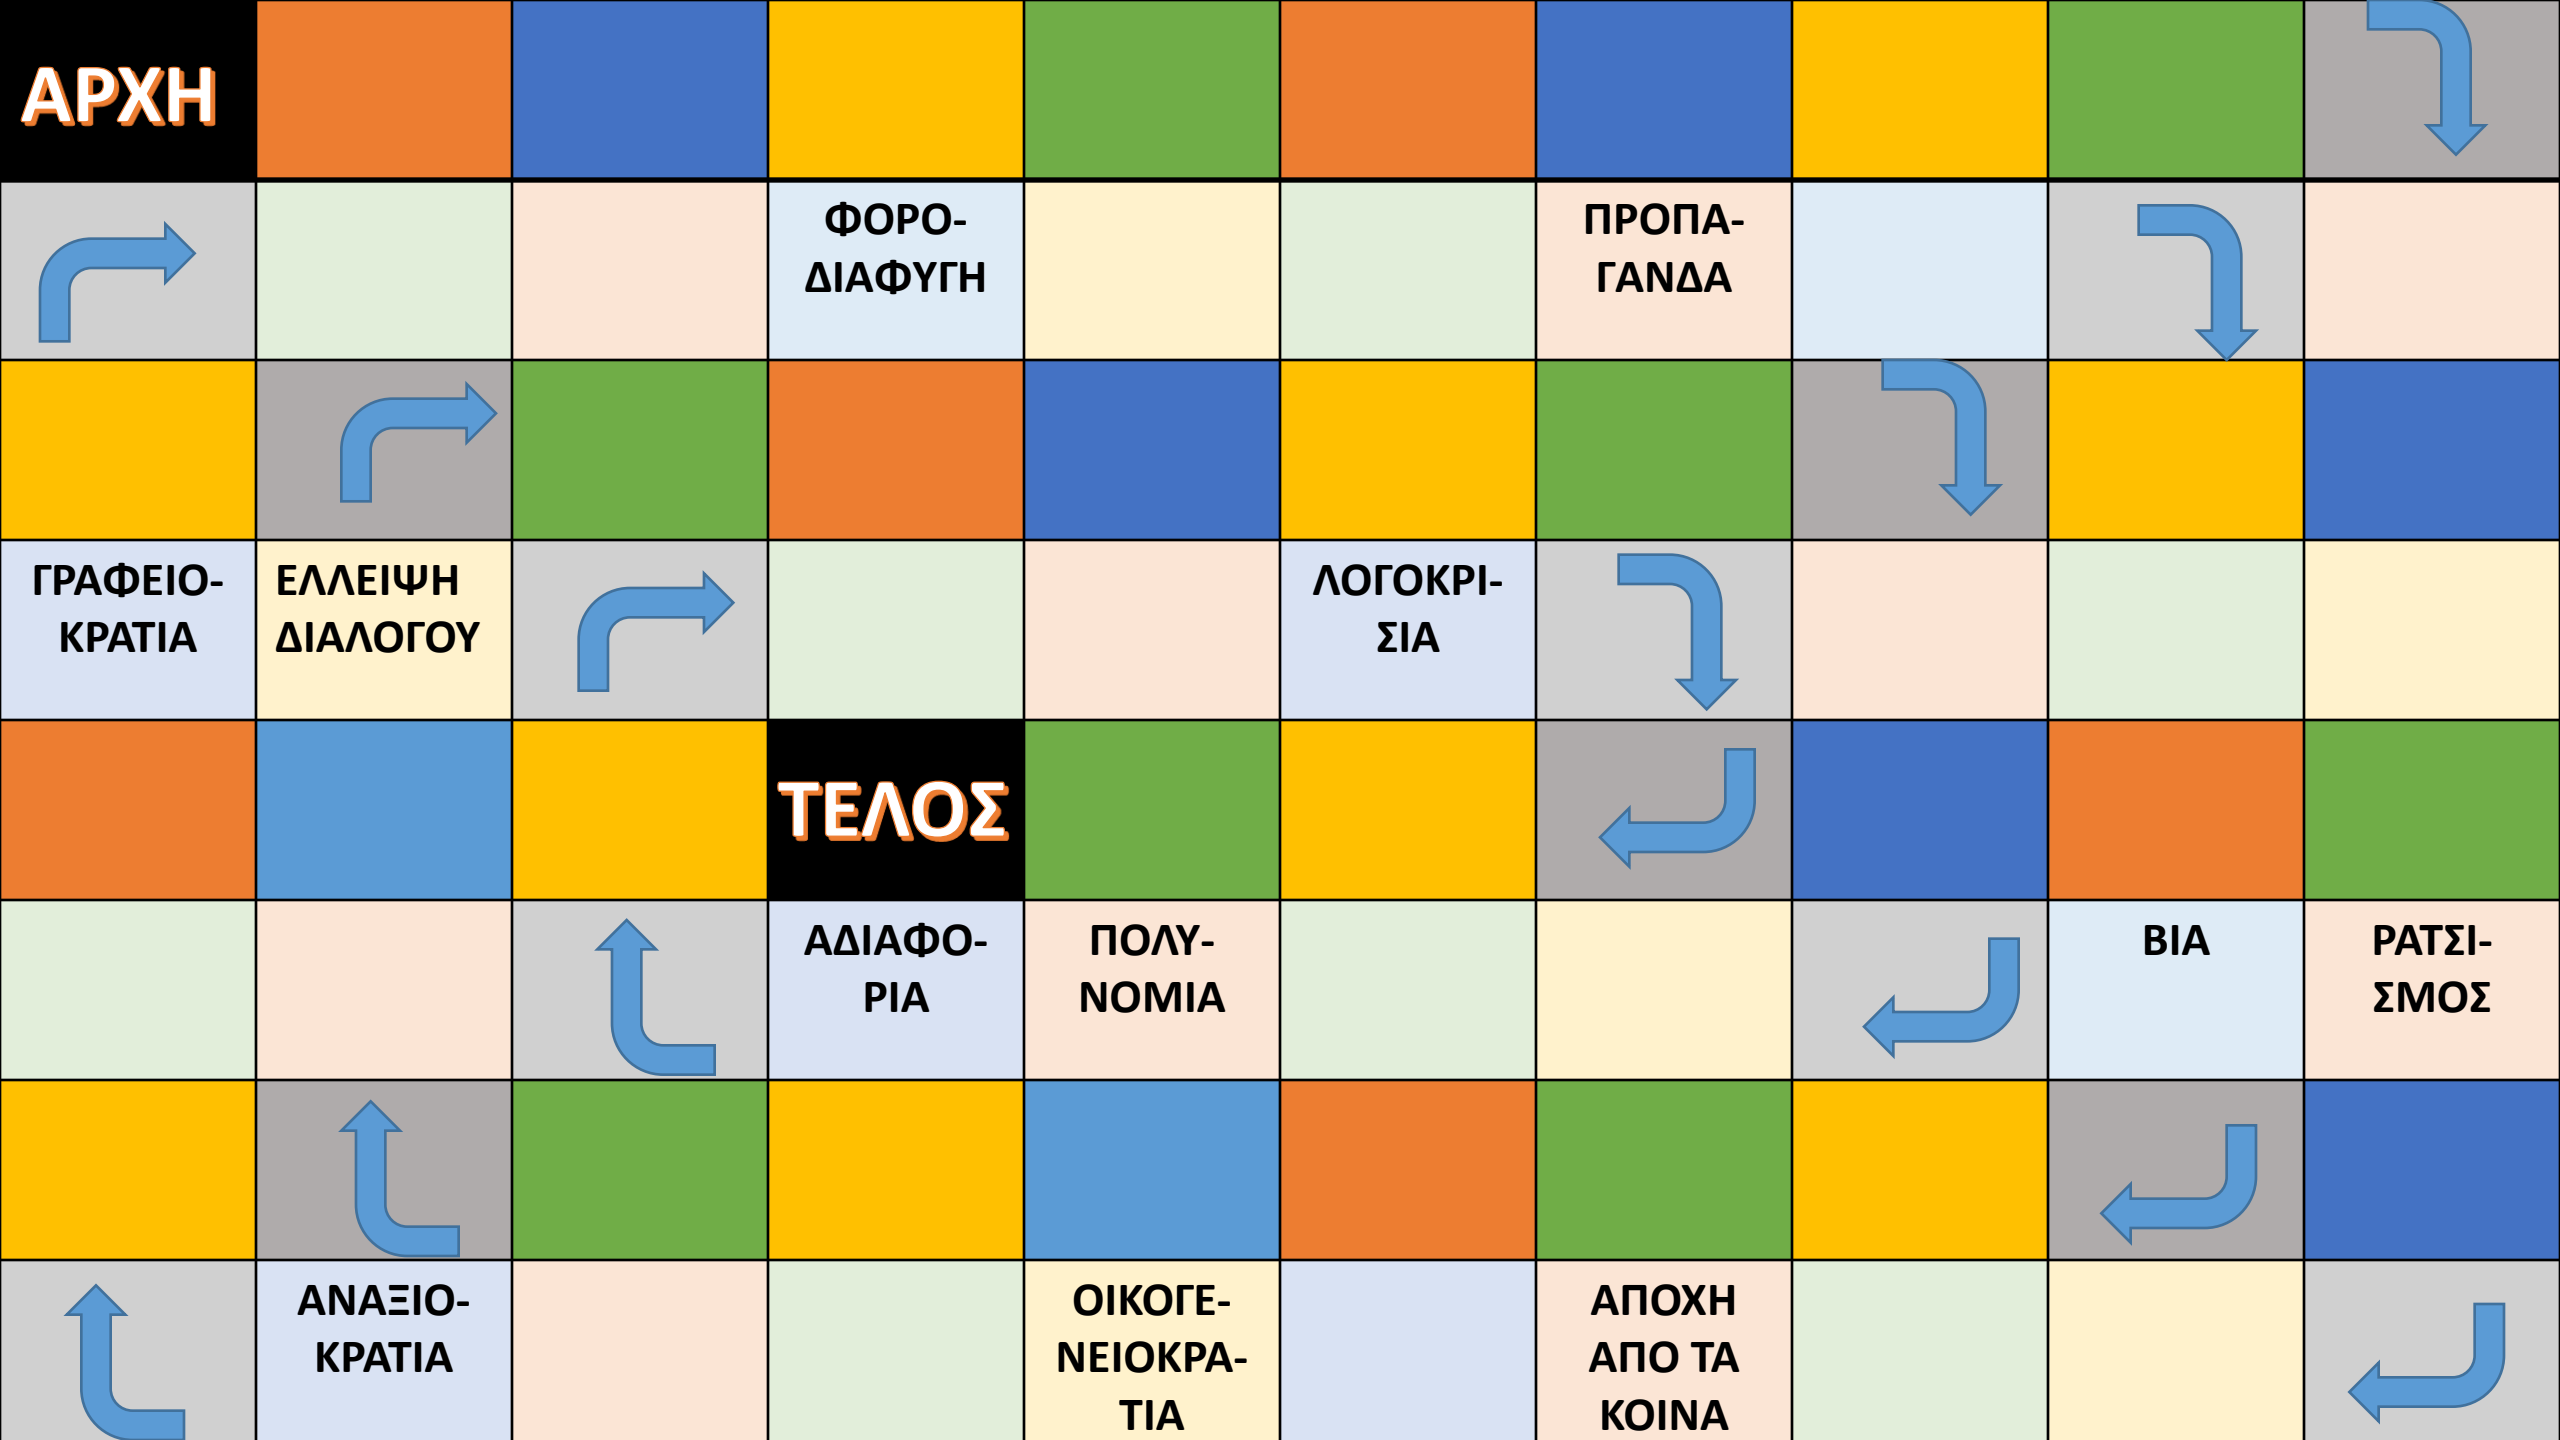 ΑΡΧΗ
ΦΟΡΟ-
ΔΙΑΦΥΓΗ
ΠΡΟΠΑ-
ΓΑΝΔΑ
ΓΡΑΦΕΙΟ-
ΚΡΑΤΙΑ
ΕΛΛΕΙΨΗ
ΔΙΑΛΟΓΟΥ
ΛΟΓΟΚΡΙ-
ΣΙΑ
ΤΕΛΟΣ
ΑΔΙΑΦΟ-
ΡΙΑ
ΠΟΛΥ-
ΝΟΜΙΑ
ΒΙΑ
ΡΑΤΣΙ-
ΣΜΟΣ
ΑΝΑΞΙΟ-
ΚΡΑΤΙΑ
ΟΙΚΟΓΕ-
ΝΕΙΟΚΡΑ-
ΤΙΑ
ΑΠΟΧΗ
ΑΠΟ ΤΑ
ΚΟΙΝΑ